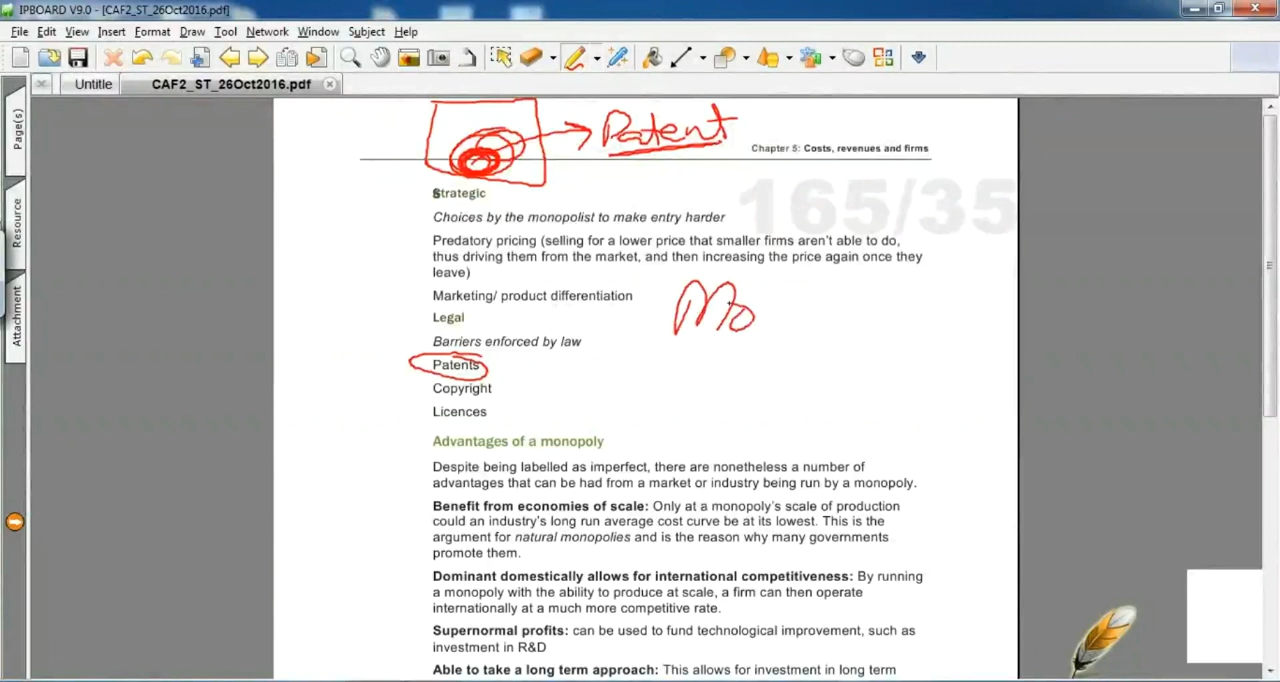 IPBOARD V9.0 - [CAF2_ST_26Oct2016.pdf]
File Edit View Insert Format Draw Tool Network Window Subject Help
Untitle CAF2_ST_26Oct2016.pdf
Page(s)
Resource
Attachment
Patent
Chapter 5: Costs, revenues and firms
165/35
Strategic
Choices by the monopolist to make entry harder
Predatory pricing (selling for a lower price that smaller firms aren't able to do,
thus driving them from the market, and then increasing the price again once they
leave)
Marketing/ product differentiation
Mo
Legal
Barriers enforced by law
Patents
Copyright
Licences
Advantages of a monopoly
Despite being labelled as imperfect, there are nonetheless a number of
advantages that can be had from a market or industry being run by a monopoly.
Benefit from economies of scale: Only at a monopoly's scale of production
could an industry's long run average cost curve be at its lowest. This is the
argument for natural monopolies and is the reason why many governments
promote them.
Dominant domestically allows for international competitiveness: By running
a monopoly with the ability to produce at scale, a firm can then operate
internationally at a much more competitive rate.
Supernormal profits: can be used to fund technological improvement, such as
investment in R&D
Able to take a long term approach: This allows for investment in long term